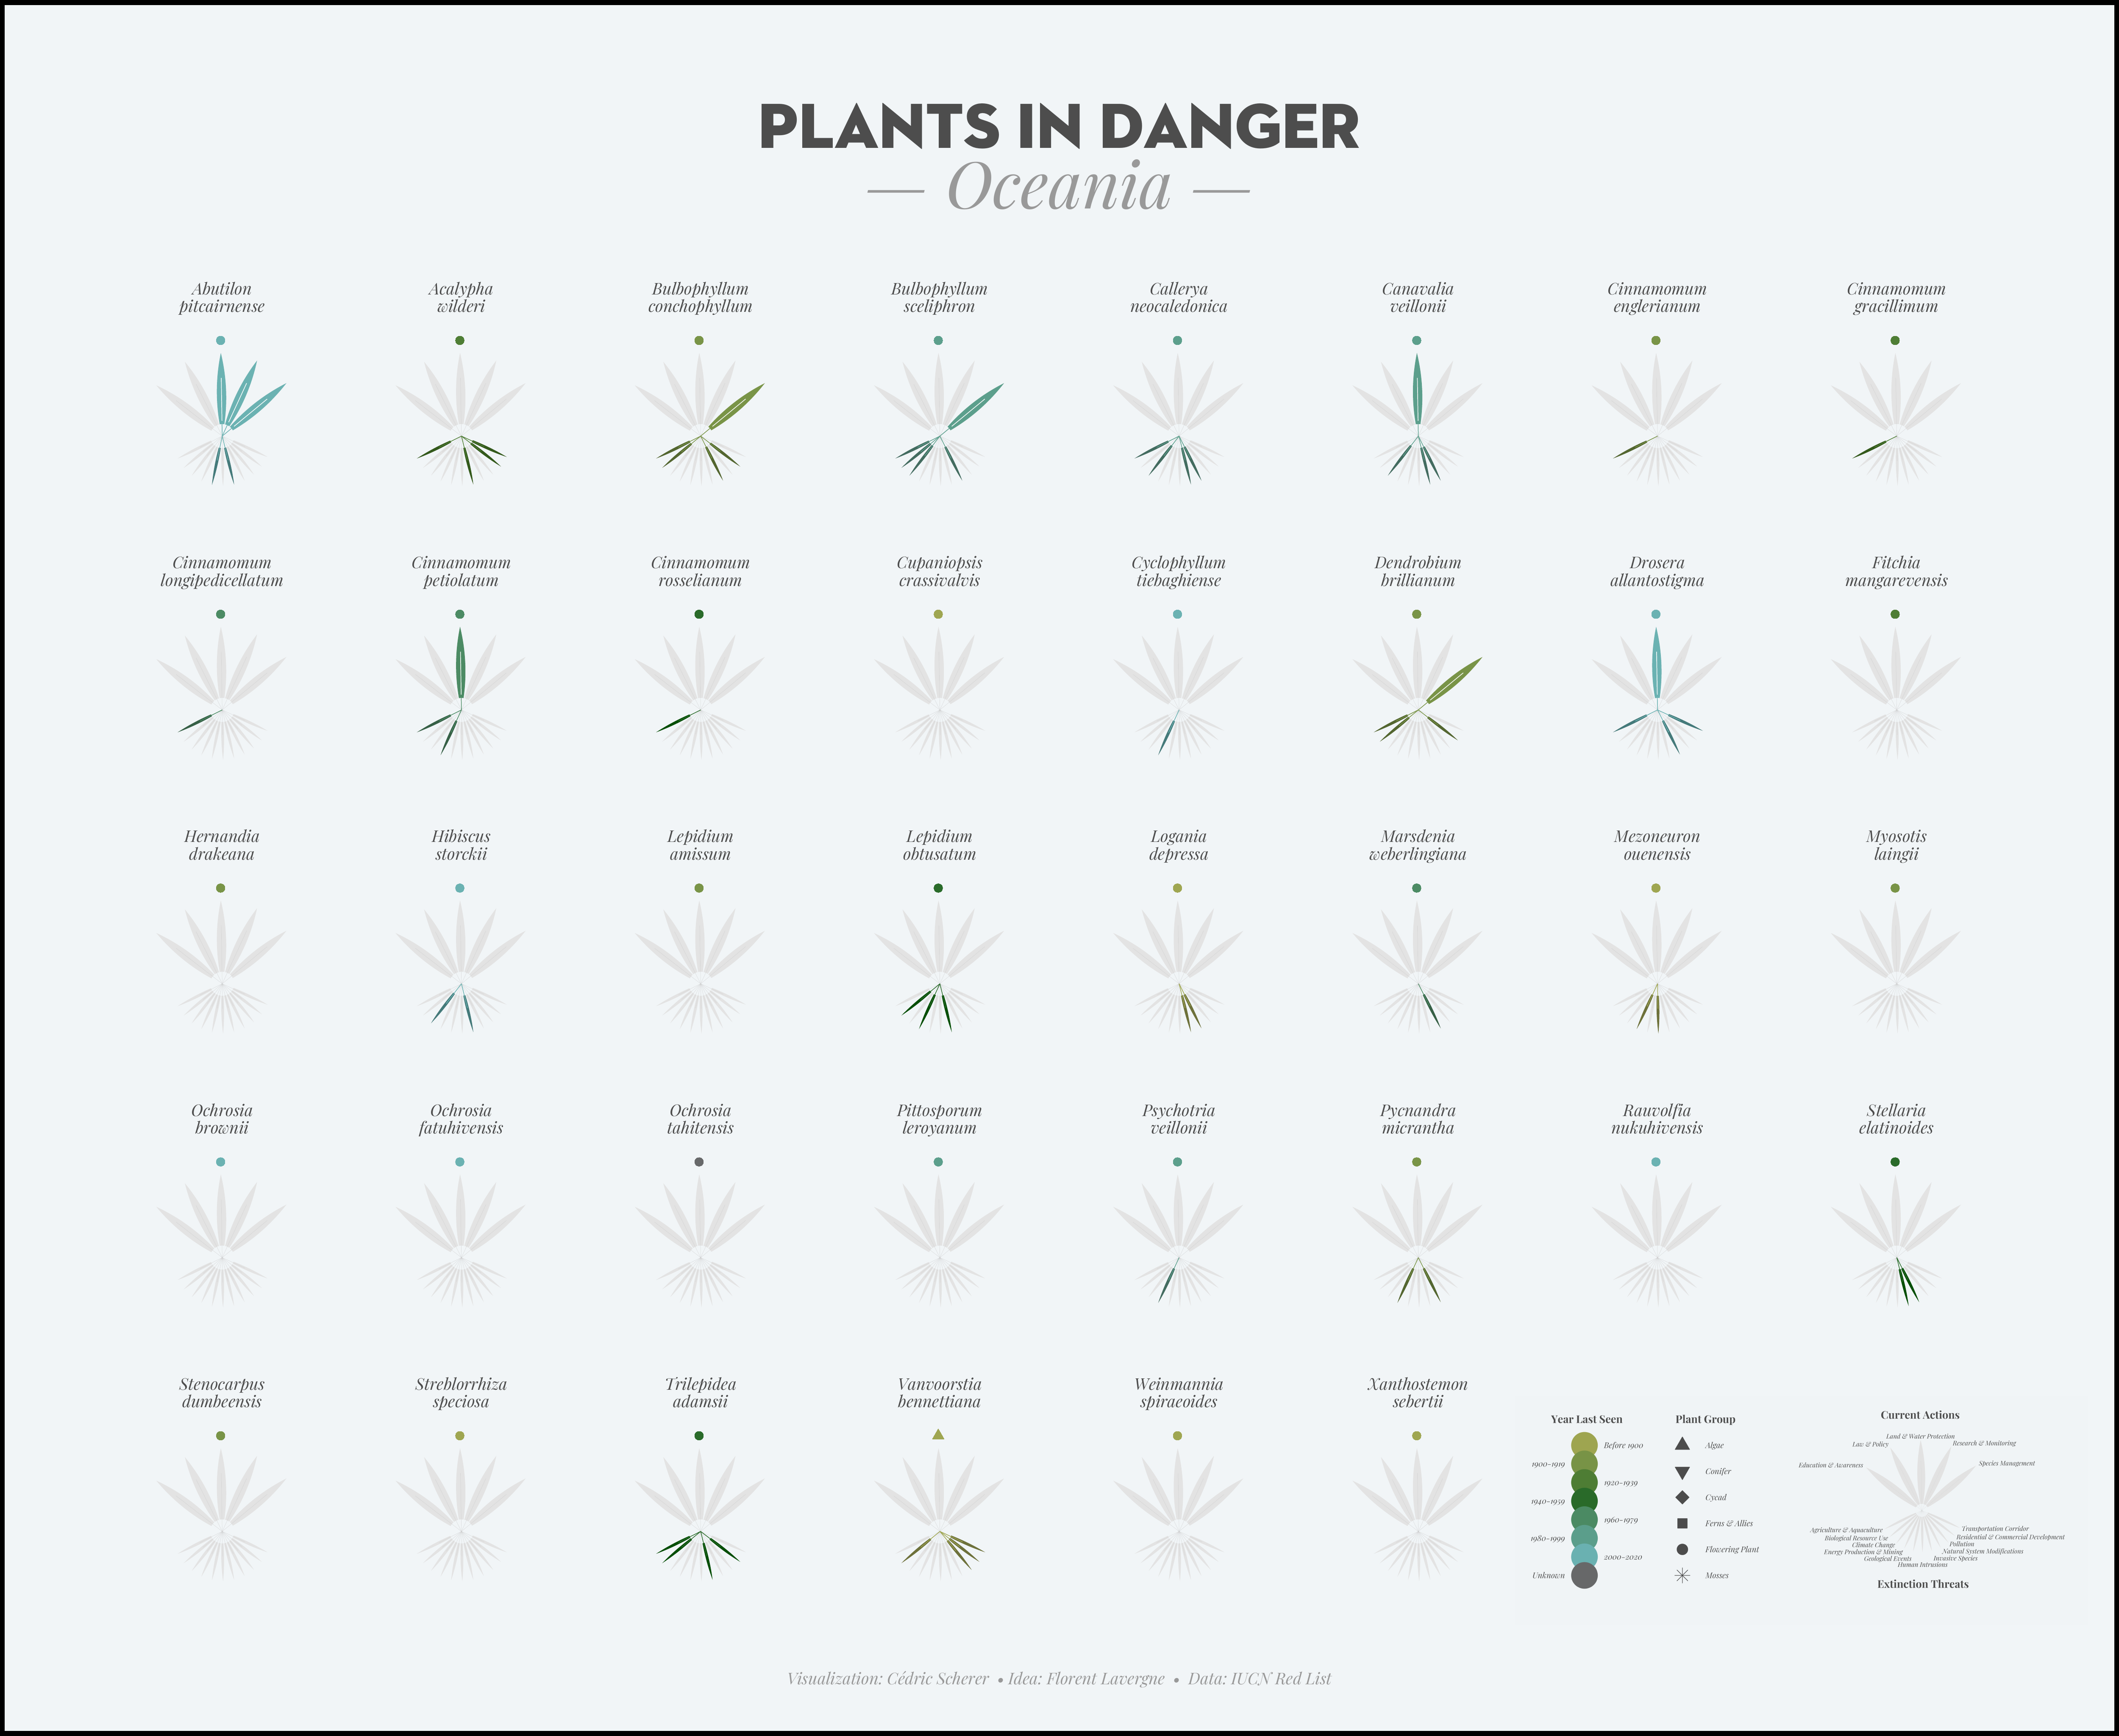 PLANTS IN DANGER
— Oceania —
Abutilon
pitcairnense
Acalypha
wilderi
Bulbophyllum
conchophyllum
Bulbophyllum
sceliphron
Callerya
neocaledonica
Canavalia
veillonii
Cinnamomum
englerianum
Cinnamomum
gracillimum
Cinnamomum
longipedicellatum
Cinnamomum
petiolatum
Cinnamomum
rosselianum
Cupaniopsis
crassivalvis
Cyclophyllum
tiebaghiense
Dendrobium
brillianum
Drosera
allantostigma
Fitchia
mangarevensis
Hernandia
drakeana
Hibiscus
storckii
Lepidium
amissum
Lepidium
obtusatum
Logania
depressa
Marsdenia
weberlingiana
Mezoneuron
ouenensis
Myosotis
laingii
Ochrosia
brownii
Ochrosia
fatuhivensis
Ochrosia
tahitensis
Pittosporum
leroyanum
Psychotria
veillonii
Pycnandra
micrantha
Rauvolfia
nukuhivensis
Stellaria
elatinoides
Stenocarpus
dumbeensis
Streblorrhiza
speciosa
Trilepidea
adamsii
Vanvoorstia
bennettiana
Weinmannia
spiraeoides
Xanthostemon
sebertii
Year Last Seen
Before 1900
1900-1919
1920-1939
1940-1959
1960-1979
1980-1999
2000-2020
Unknown
Plant Group
Algae
Conifer
Cycad
Ferns & Allies
Flowering Plant
Mosses
Current Actions
Land & Water Protection
Law & Policy
Research & Monitoring
Education & Awareness
Species Management
Agriculture & Aquaculture
Transportation Corridor
Biological Resource Use
Residential & Commercial Development
Climate Change
Pollution
Energy Production & Mining
Natural System Modifications
Geological Events
Invasive Species
Human Intrusions
Extinction Threats
Visualization: Cédric Scherer • Idea: Florent Lavergne • Data: IUCN Red List